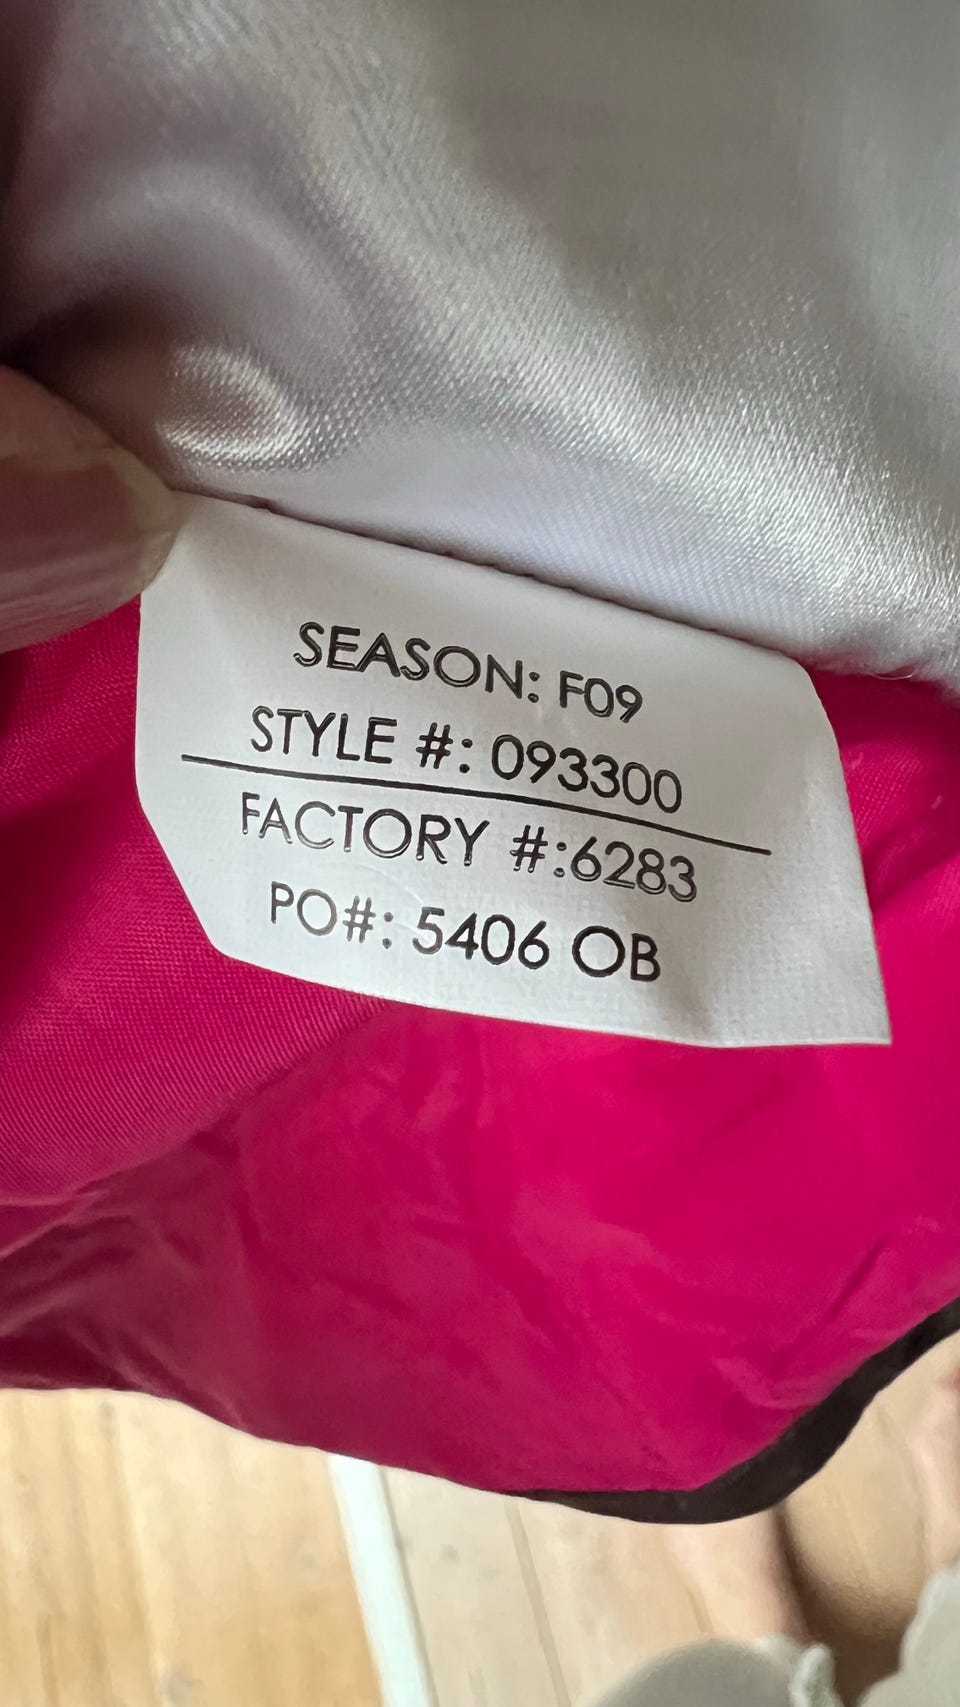 SEASON: F09
STYLE #: 093300
FACTORY #:6283
PO#: 5406 OB